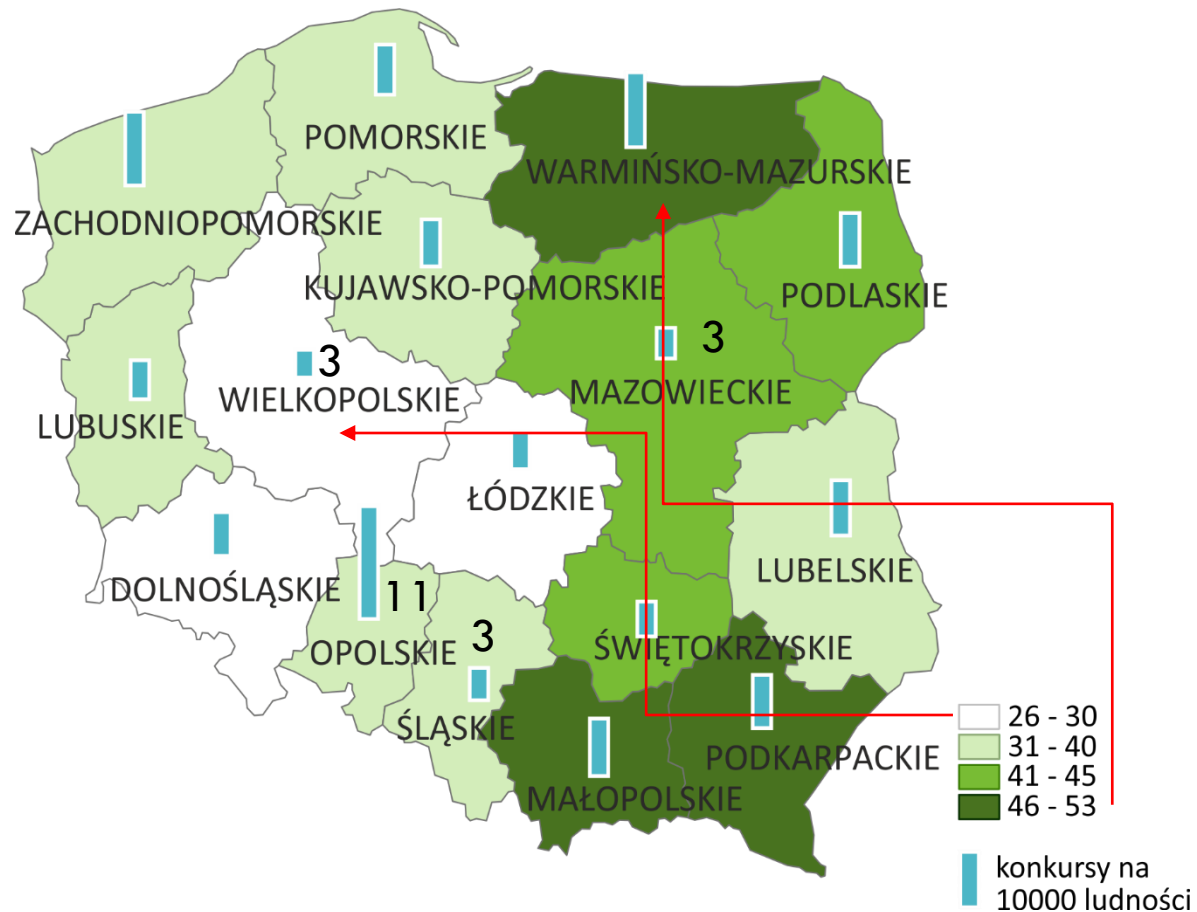 POMORSKIE
WARMIŃSKO-MAZURSKIE
ZACHODNIOPOMORSKIE
KUJAWSKO-POMORSKIE
PODLASKIE
3
3
WIELKOPOLSKIE
MAZOWIECKIE
LUBUSKIE
ŁÓDZKIE
LUBELSKIE
DOLNOŚLĄSKIE
11
3
OPOLSKIE
ŚWIĘTOKRZYSKIE
ŚLĄSKIE
PODKARPACKIE
MAŁOPOLSKIE
26 - 30
31 - 40
41 - 45
46 - 53
konkursy na
10000 ludności